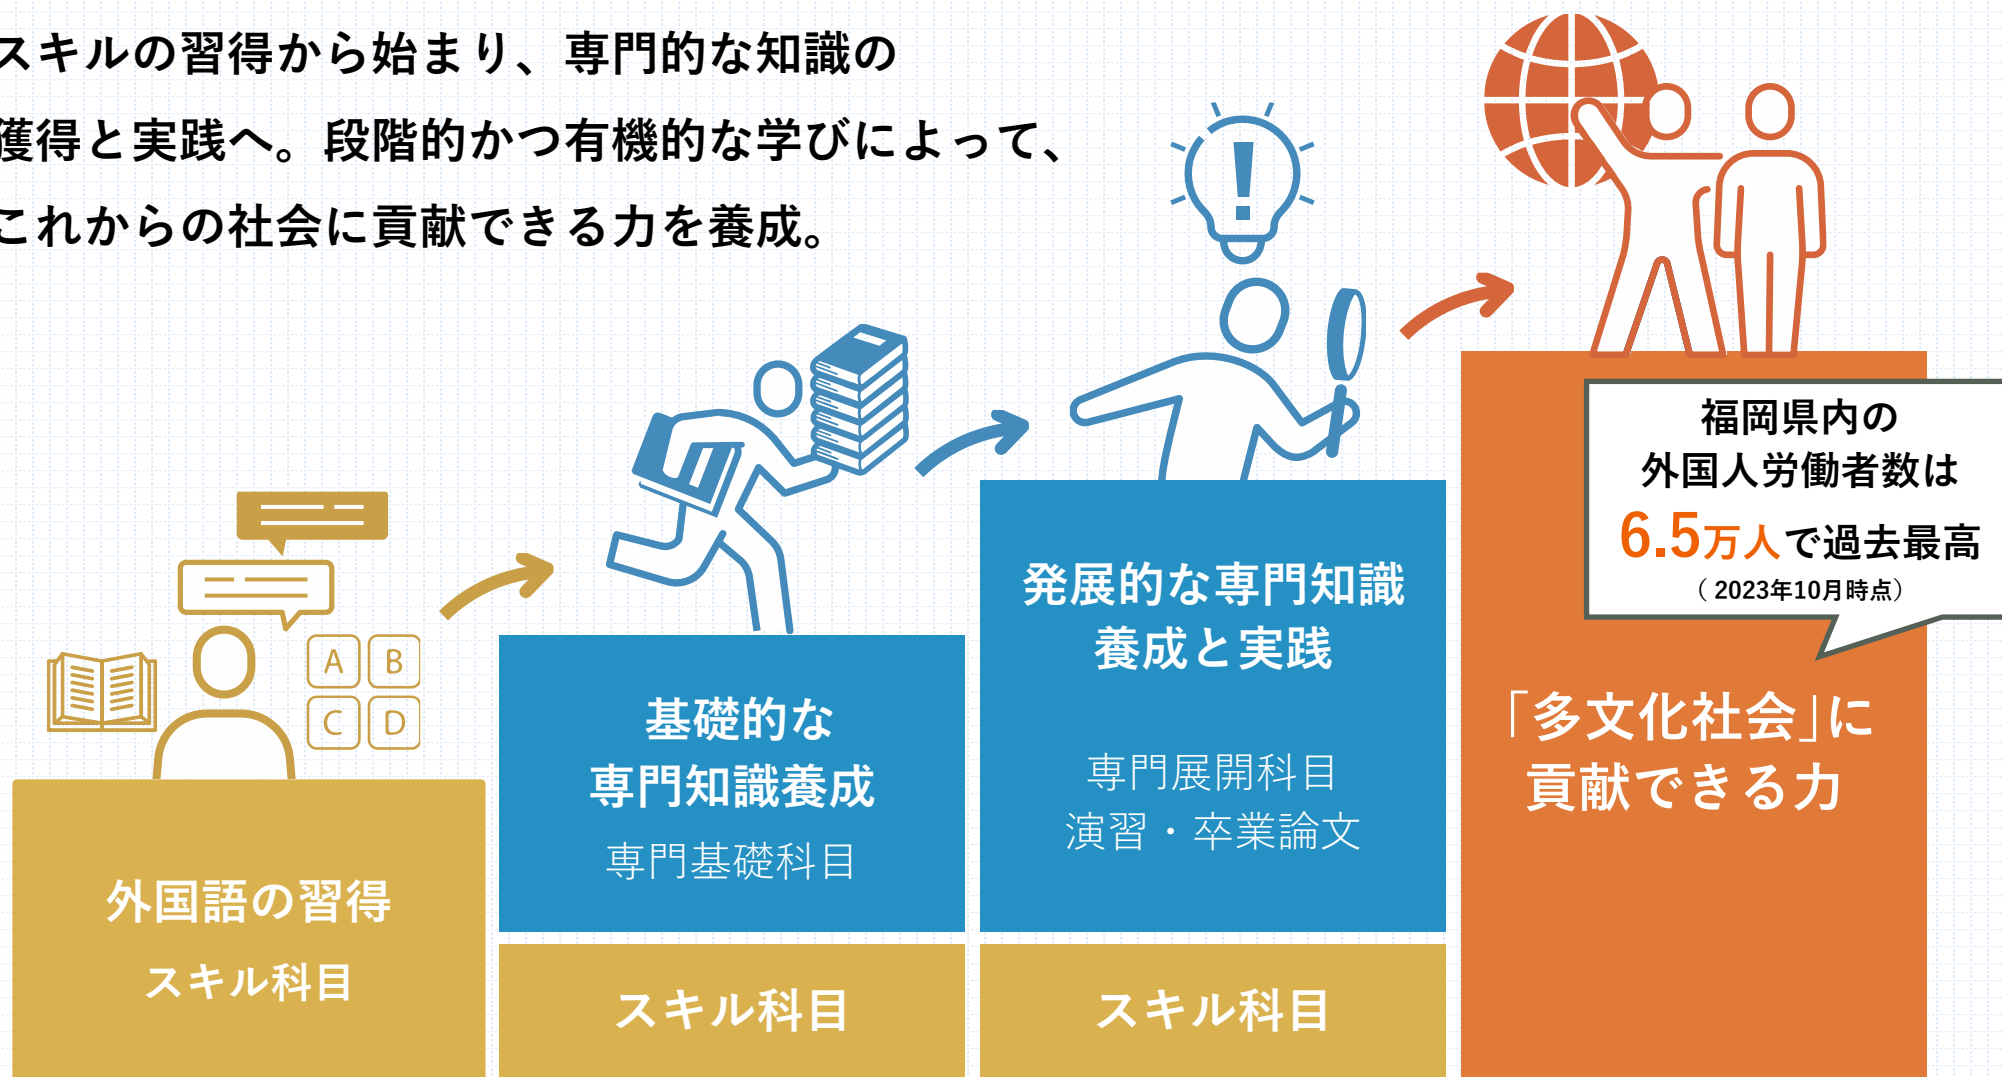 スキルの習得から始まり、専門的な知識の
獲得と実践へ。段階的かつ有機的な学びによって、
これからの社会に貢献できる力を養成。
A B
C D
外国語の習得
スキル科目
基礎的な
専門知識養成
専門基礎科目
スキル科目
発展的な専門知識
養成と実践
専門展開科目
演習・卒業論文
スキル科目
福岡県内の
外国人労働者数は
6.5万人で過去最高
（2023年10月時点）
「多文化社会」に
貢献できる力